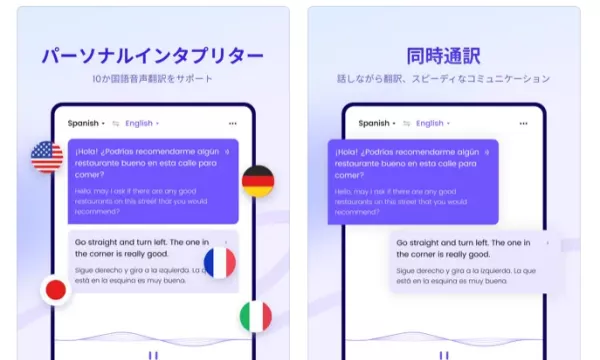 パーソナルインタプリター
10か国語音声翻訳をサポート
Spanish
English
¡Hola! ¿Podrías recomendarme algún
restaurante bueno en esta calle para
comer?
Hello, may I ask if there are any good
restaurants on this street that you would
recommend?
Go straight and turn left. The one in
the corner is really good.
Sigue derecho y gira a la izquierda. La que
está en la esquina es muy buena.
同時通訳
話しながら翻訳、スピーディなコミュニケーション
Spanish
English
¡Hola! ¿Podrías recomendarme algún
restaurante bueno en esta calle para
comer?
Hello, may I ask if there are any good
restaurants on this street that you would
recommend?
Go straight and turn left. The one in
the corner is really good.
Sigue derecho y gira a la izquierda. La que
está en la esquina es muy buena.